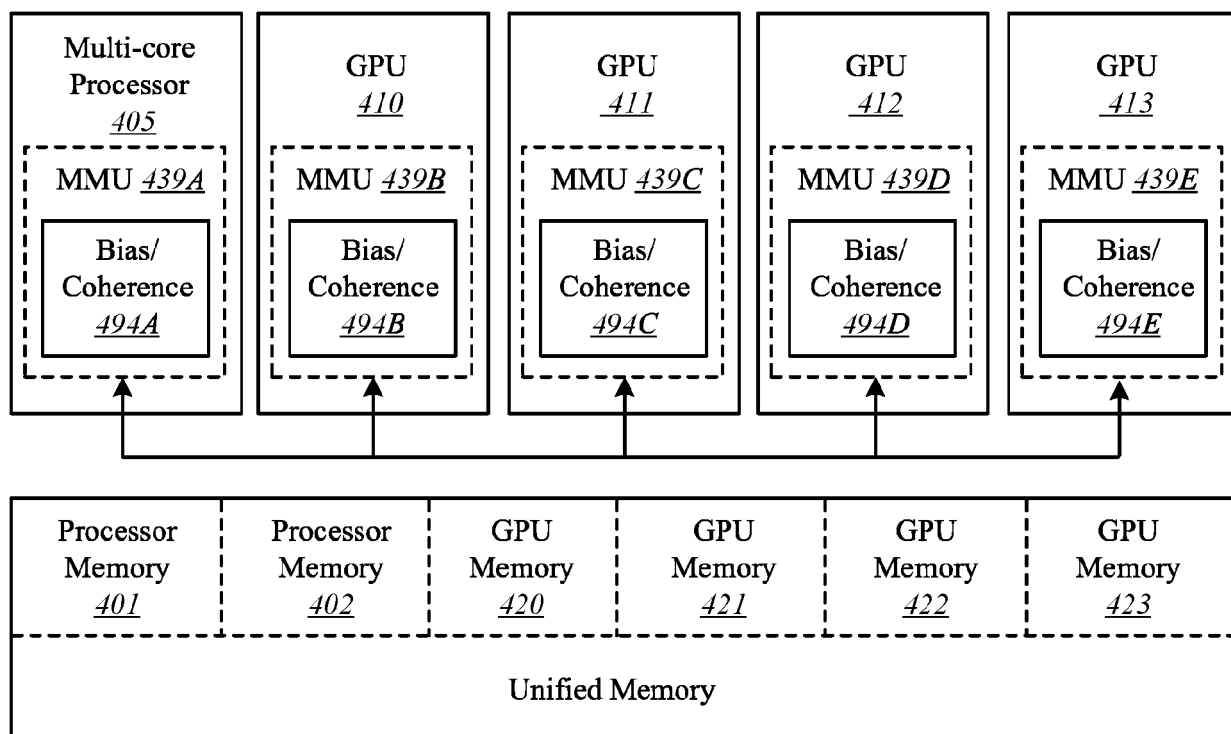 Multi-core
Processor
405
MMU 439A
Bias/
Coherence
494A
GPU
410
MMU 439B
Bias/
Coherence
494B
GPU
411
MMU 439C
Bias/
Coherence
494C
GPU
412
MMU 439D
Bias/
Coherence
494D
GPU
413
MMU 439E
Bias/
Coherence
494E
Processor
Memory
401
Processor
Memory
402
GPU
Memory
420
GPU
Memory
421
GPU
Memory
422
GPU
Memory
423
Unified Memory